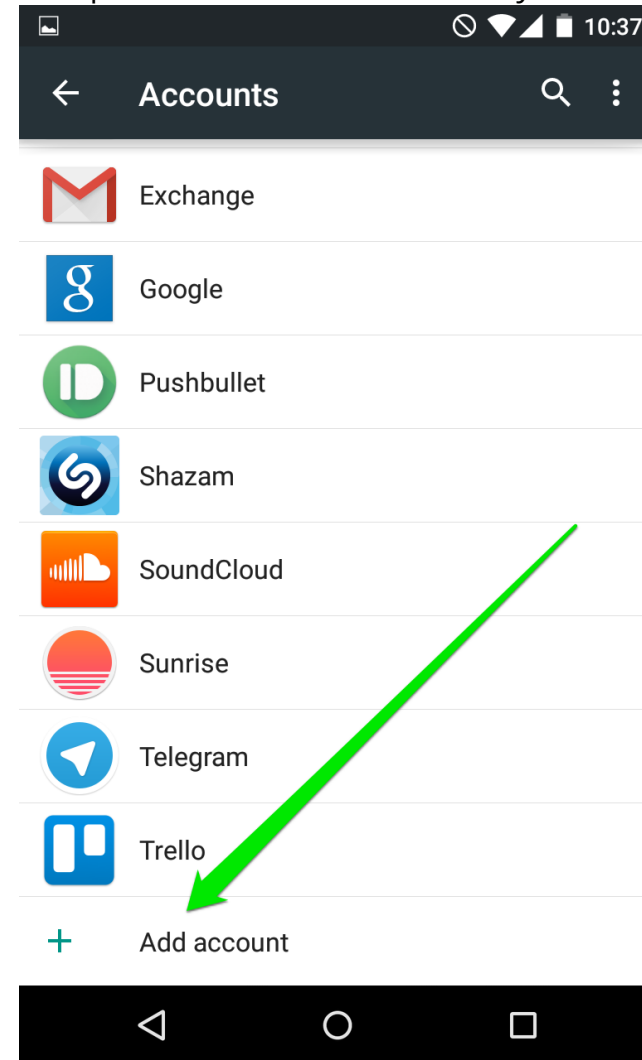 10:37
Accounts
Exchange
Google
Pushbullet
Shazam
SoundCloud
Sunrise
Telegram
Trello
Add account